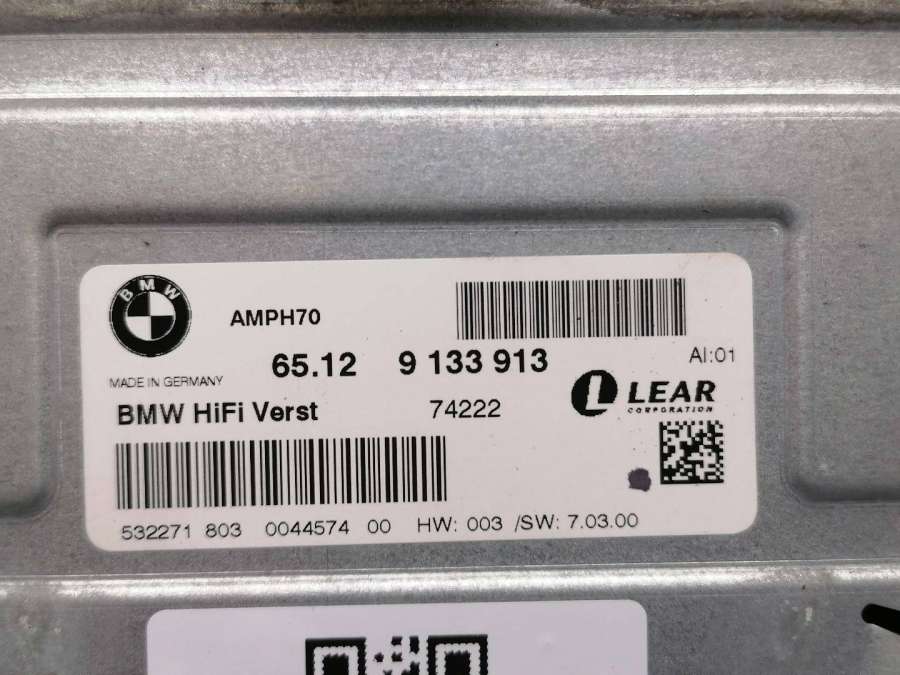 BMW
AMPH70
65.12 9 133 913
AI:01
MADE IN GERMANY
BMW HiFi Verst 74222
LEAR
CORPORATION
532271 803 0044574 00 HW: 003 /SW: 7.03.00